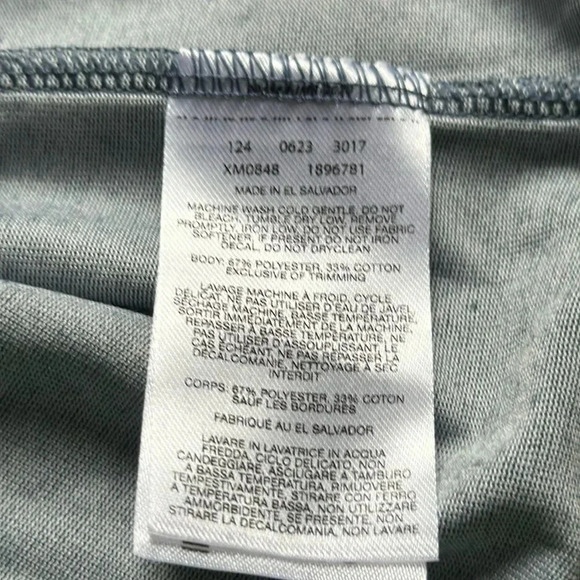 124 0623 3017
XM0848 1896781
MADE IN EL SALVADOR
MACHINE WASH COLD GENTLE, DO NOT
BLEACH, TUMBLE DRY LOW, REMOVE
PROMPTLY, IRON LOW, DO NOT USE FABRIC
SOFTENER, IF PRESENT DO NOT IRON
DECAL, DO NOT DRYCLEAN
BODY: 67% POLYESTER, 33% COTTON
EXCLUSIVE OF TRIMMING
LAVAGE MACHINE À FROID, CYCLE
DÉLICAT, NE PAS UTILISER D'EAU DE JAVEL,
SÉCHAGE MACHINE, BASSE TEMPÉRATURE,
SORTIR IMMÉDIATEMENT DE LA MACHINE,
REPASSER À BASSE TEMPÉRATURE, NE
PAS UTILISER D'ASSOUPLISSANT, LE
CAS ÉCHÉANT, NE PAS REPASSER LA
DÉCALCOMANIE, NETTOYAGE À SEC
INTERDIT
CORPS: 67% POLYESTER, 33% COTON
SAUF LES BORDURES
FABRIQUÉ AU EL SALVADOR
LAVARE IN LAVATRICE IN ACQUA
FREDDA, CICLO DELICATO, NON
CANDEGGIARE, ASCIUGARE A TAMBURO
A BASSA TEMPERATURA, RIMUOVERE
TEMPESTIVAMENTE, STIRARE CON FERRO
A TEMPERATURA BASSA, NON UTILIZZARE
AMMORBIDENTE, SE PRESENTE, NON
STIRARE LA DECALCOMANIA, NON LAVARE